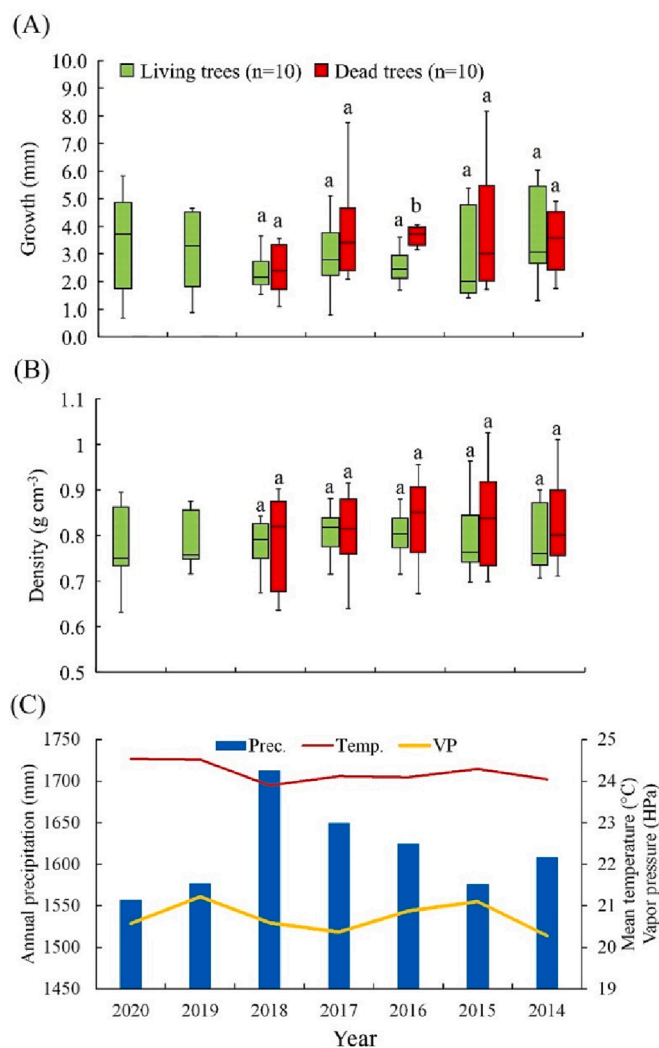 (A)
Growth (mm)
10.0
9.0
8.0
7.0
6.0
5.0
4.0
3.0
2.0
1.0
0.0
Living trees (n=10) Dead trees (n=10)
a a a a a b a a a a
(B)
Density (g cm⁻³)
1.1
1
0.9
0.8
0.7
0.6
0.5
a a a a a a a a a a
(C)
Annual precipitation (mm)
1750
1700
1650
1600
1550
1500
1450
Prec. Temp. VP
25
24
23
22
21
20
19
Mean temperature (°C)
Vapor pressure (HPa)
2020 2019 2018 2017 2016 2015 2014
Year